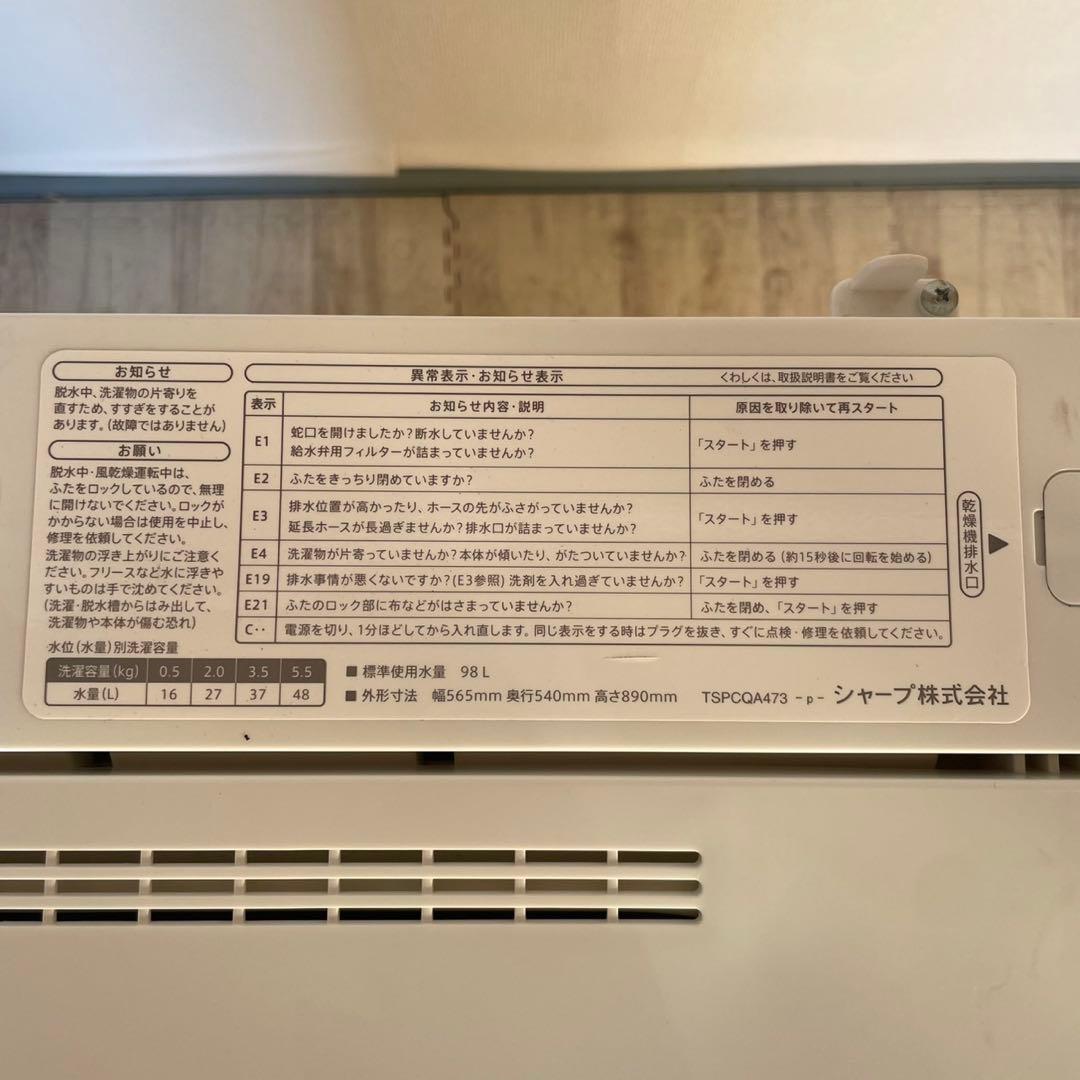 お知らせ
脱水中、洗濯物の片寄りを
直すため、すすぎをすることが
あります。(故障ではありません)
お願い
脱水中・風乾燥運転中は、
ふたをロックしているので、無理
に開けないでください。ロックが
かからない場合は使用を中止し、
修理を依頼してください。
洗濯物の浮き上がりにご注意く
ださい。フリースなど水に浮きや
すいものは手で沈めてください。
(洗濯・脱水槽からはみ出して、
洗濯物や本体が傷む恐れ)
異常表示・お知らせ表示 くわしくは、取扱説明書をご覧ください
表示 お知らせ内容・説明 原因を取り除いて再スタート
E1 蛇口を開けましたか?断水していませんか?
給水弁用フィルターが詰まっていませんか? 「スタート」を押す
E2 ふたをきっちり閉めていますか? ふたを閉める
E3 排水位置が高かったり、ホースの先がふさがっていませんか?
延長ホースが長過ぎませんか?排水口が詰まっていませんか? 「スタート」を押す
E4 洗濯物が片寄っていませんか?本体が傾いたり、がたついていませんか? ふたを閉める (約15秒後に回転を始める)
E19 排水事情が悪くないですか?(E3参照) 洗剤を入れ過ぎていませんか? 「スタート」を押す
E21 ふたのロック部に布などがはさまっていませんか? ふたを閉め、「スタート」を押す
C‥ 電源を切り、1分ほどしてから入れ直します。同じ表示をする時はプラグを抜き、すぐに点検・修理を依頼してください。
乾燥機排水口 ▶
水位(水量)別洗濯容量
洗濯容量(kg) 0.5 2.0 3.5 5.5
水量(L) 16 27 37 48
■ 標準使用水量 98 L
■ 外形寸法 幅565mm 奥行540mm 高さ890mm TSPCQA473 -p- シャープ株式会社